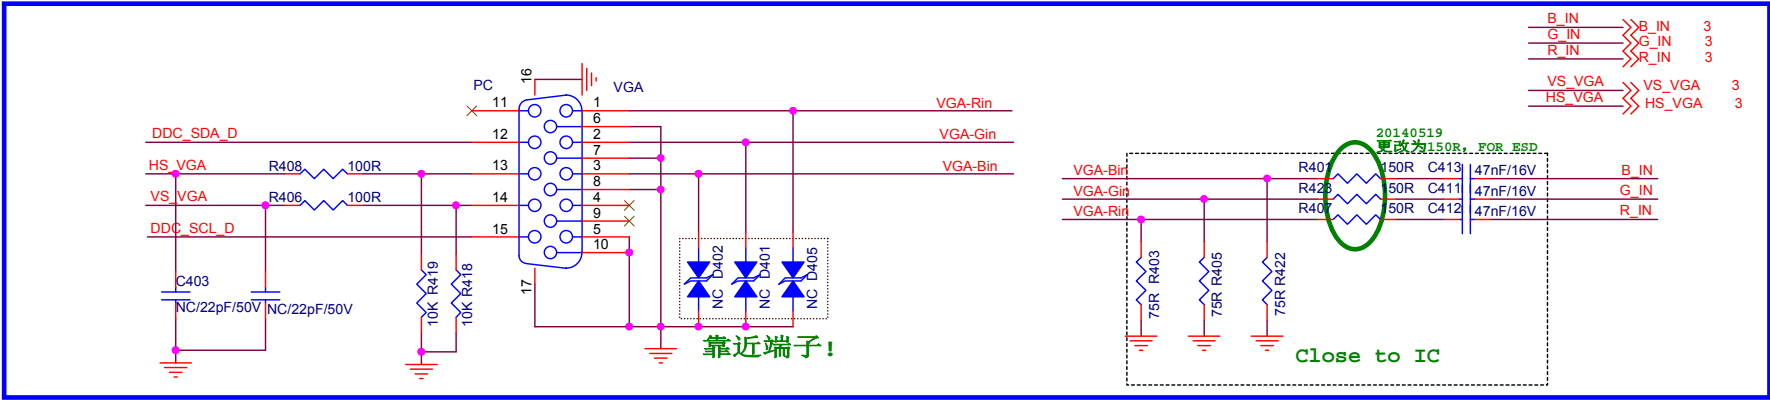 B_IN
B_IN 3
G_IN
G_IN 3
R_IN
R_IN 3
VS_VGA
VS_VGA 3
HS_VGA
HS_VGA 3
PC
VGA
16
11
1
6
12
2
7
13
3
8
14
4
9
15
5
10
17
DDC_SDA_D
HS_VGA
R408 100R
VS_VGA
R406 100R
DDC_SCL_D
C403
NC/22pF/50V
NC/22pF/50V
10K R419
10K R418
VGA-Rin
VGA-Gin
VGA-Bin
NC D402
NC D401
NC D405
靠近端子!
20140519
更改为150R, FOR ESD
VGA-Bin
R401 150R C413 47nF/16V
B_IN
VGA-Gin
R423 150R C411
G_IN
VGA-Rin
R407 150R C412 47nF/16V
R_IN
75R R403
75R R405
75R R422
Close to IC